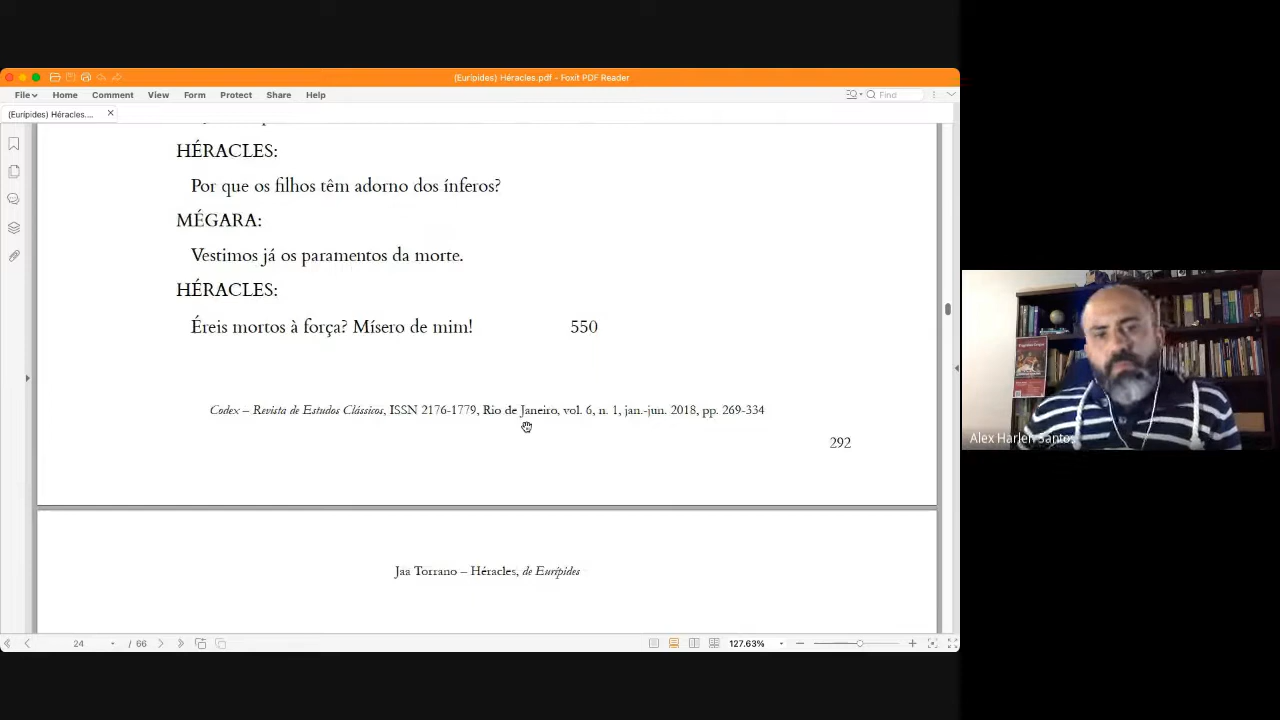 (Eurípides) Héracles.pdf - Foxit PDF Reader
File Home Comment View Form Protect Share Help Find
(Eurípides) Héracles....
HÉRACLES:
Por que os filhos têm adorno dos ínferos?
MÉGARA:
Vestimos já os paramentos da morte.
HÉRACLES:
Éreis mortos à força? Mísero de mim! 550
Codex – Revista de Estudos Clássicos, ISSN 2176-1779, Rio de Janeiro, vol. 6, n. 1, jan.-jun. 2018, pp. 269-334
292
Jaa Torrano – Héracles, de Eurípides
24 / 66 127.63%
Alex Harlen Santos